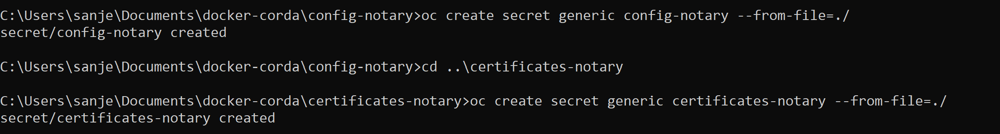 C:\Users\sanje\Documents\docker-corda\config-notary>oc create secret generic config-notary --from-file=./
secret/config-notary created
C:\Users\sanje\Documents\docker-corda\config-notary>cd ..\certificates-notary
C:\Users\sanje\Documents\docker-corda\certificates-notary>oc create secret generic certificates-notary --from-file=./
secret/certificates-notary created